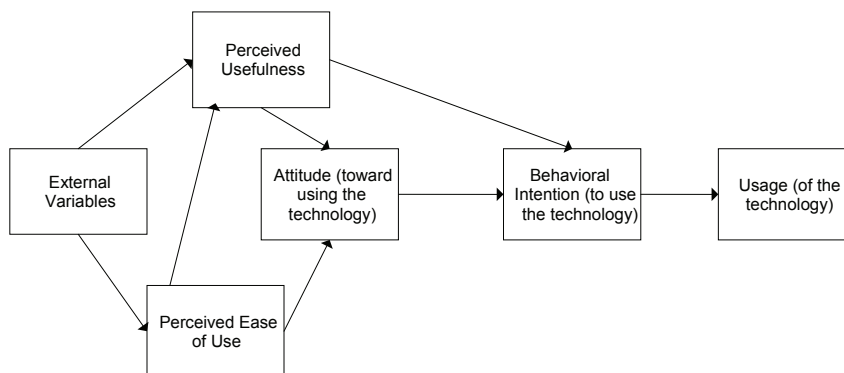 Perceived
Usefulness
External
Variables
Attitude (toward
using the
technology)
Behavioral
Intention (to use
the technology)
Usage (of the
technology)
Perceived Ease
of Use